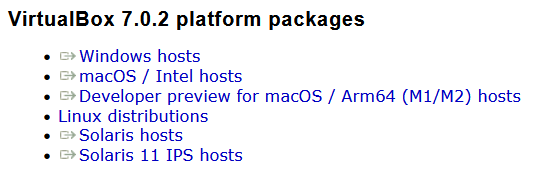 VirtualBox 7.0.2 platform packages
Windows hosts
macOS / Intel hosts
Developer preview for macOS / Arm64 (M1/M2) hosts
Linux distributions
Solaris hosts
Solaris 11 IPS hosts